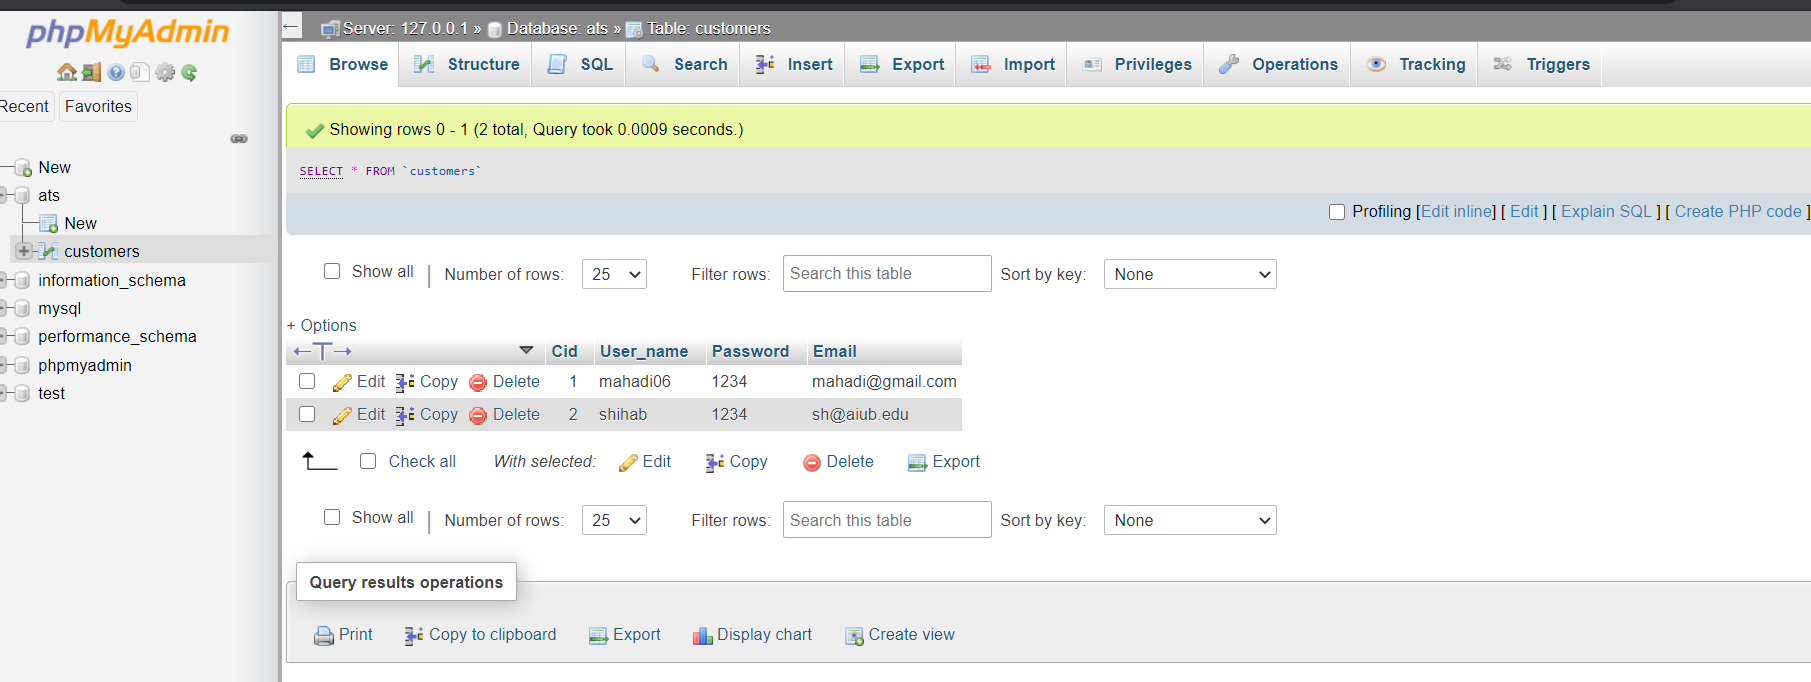 phpMyAdmin
Recent Favorites
New
ats
New
customers
information_schema
mysql
performance_schema
phpmyadmin
test
Server: 127.0.0.1 » Database: ats » Table: customers
Browse Structure SQL Search Insert Export Import Privileges Operations Tracking Triggers
Showing rows 0 - 1 (2 total, Query took 0.0009 seconds.)
SELECT * FROM `customers`
Profiling [Edit inline] [ Edit ] [ Explain SQL ] [ Create PHP code ]
Show all | Number of rows: 25 Filter rows: Search this table Sort by key: None
+ Options
←T→ Cid User_name Password Email
Edit Copy Delete 1 mahadi06 1234 mahadi@gmail.com
Edit Copy Delete 2 shihab 1234 sh@aiub.edu
Check all With selected: Edit Copy Delete Export
Show all | Number of rows: 25 Filter rows: Search this table Sort by key: None
Query results operations
Print Copy to clipboard Export Display chart Create view